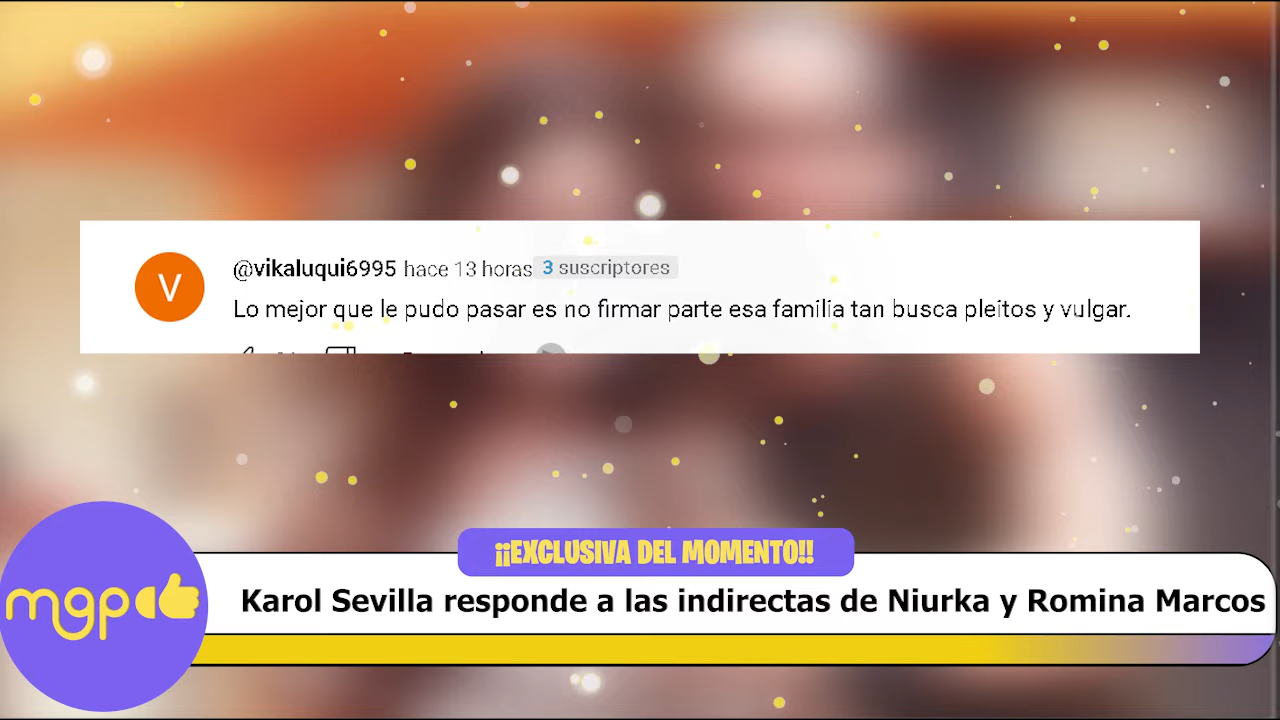 V @vikaluqui6995 hace 13 horas 3 suscriptores
Lo mejor que le pudo pasar es no firmar parte esa familia tan busca pleitos y vulgar.
¡¡EXCLUSIVA DEL MOMENTO!!
mgp
Karol Sevilla responde a las indirectas de Niurka y Romina Marcos